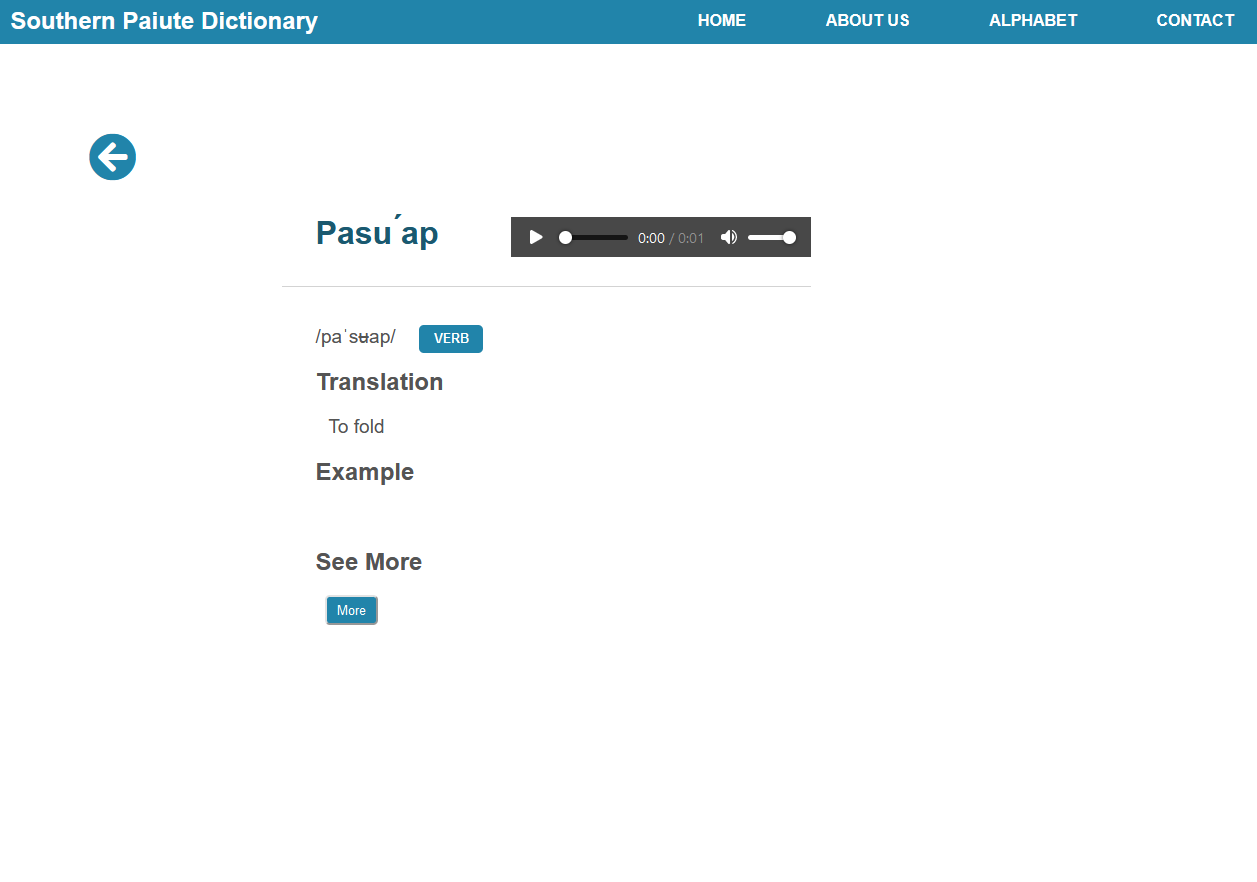 Southern Paiute Dictionary HOME ABOUT US ALPHABET CONTACT
Pasu´ap
0:00 / 0:01
/paˈsʉap/ VERB
Translation
To fold
Example
See More
More